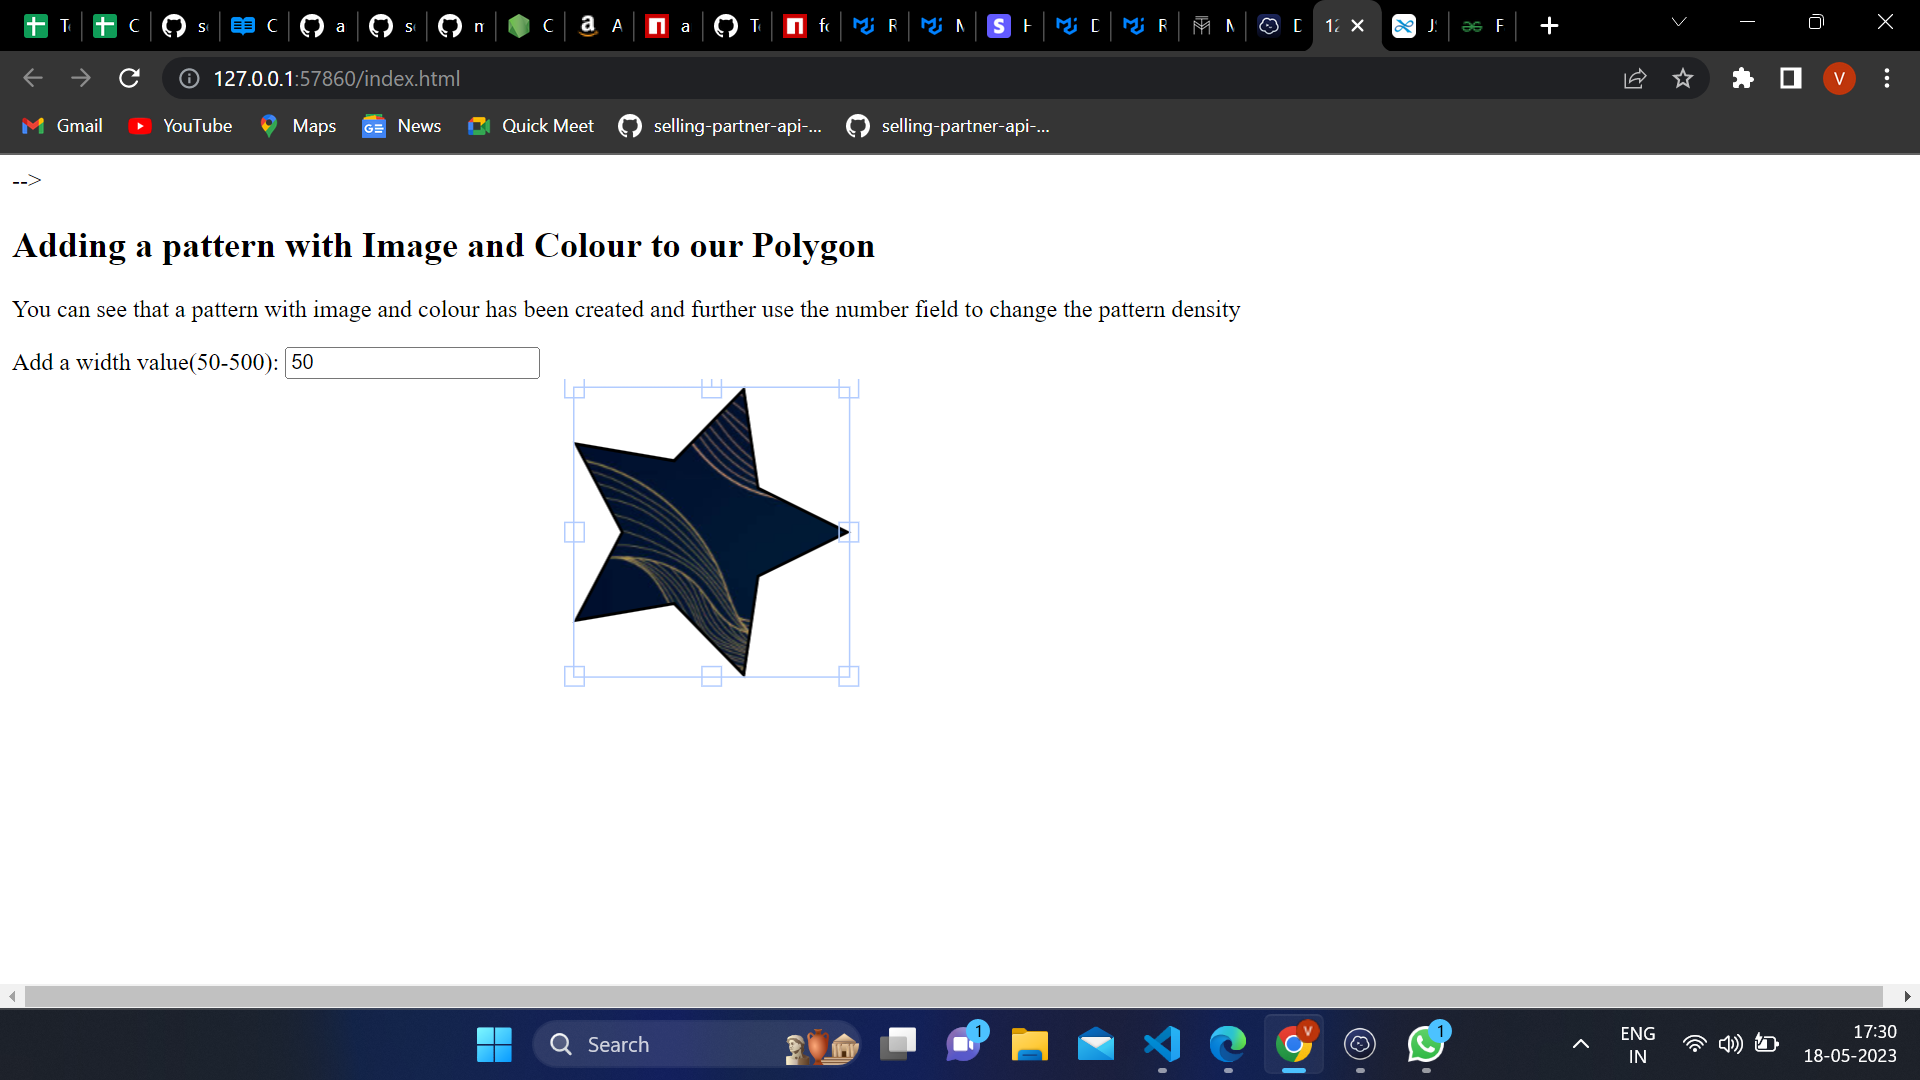 T C s C a s m C A a T fc R M H D R M D 12 J F
127.0.0.1:57860/index.html
V
Gmail YouTube Maps News Quick Meet selling-partner-api-... selling-partner-api-...
-->
Adding a pattern with Image and Colour to our Polygon
You can see that a pattern with image and colour has been created and further use the number field to change the pattern density
Add a width value(50-500): 50
Search
1
V
1
ENG
IN
17:30
18-05-2023